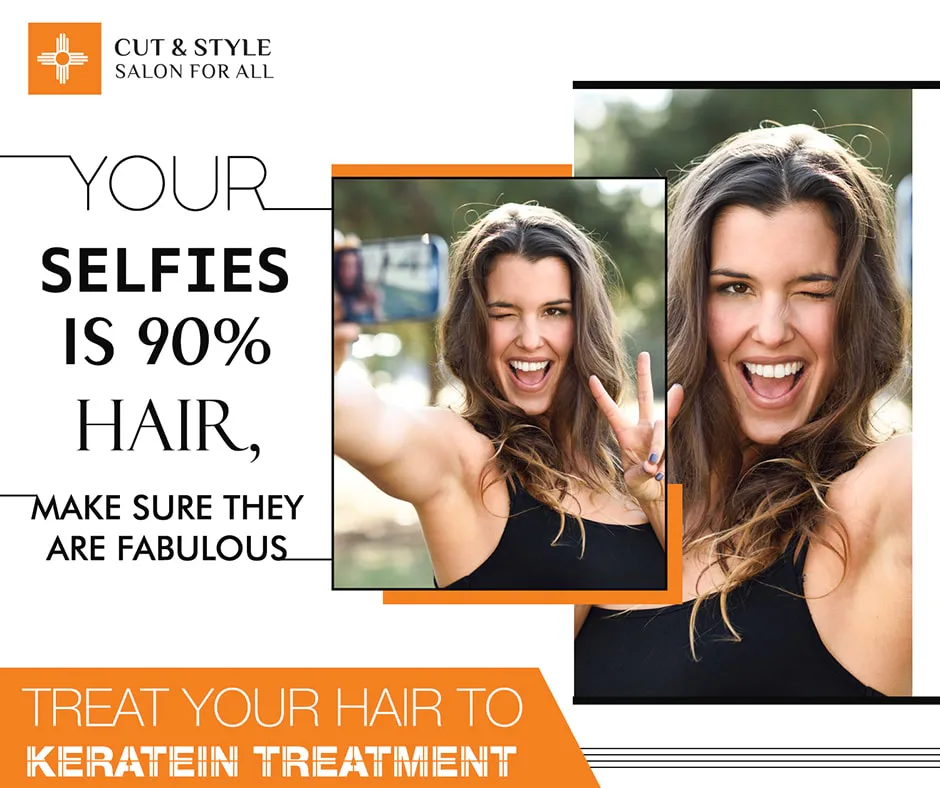 CUT & STYLE
SALON FOR ALL
YOUR
SELFIES
IS 90%
HAIR,
MAKE SURE THEY
ARE FABULOUS
TREAT YOUR HAIR TO
KERATEIN TREATMENT